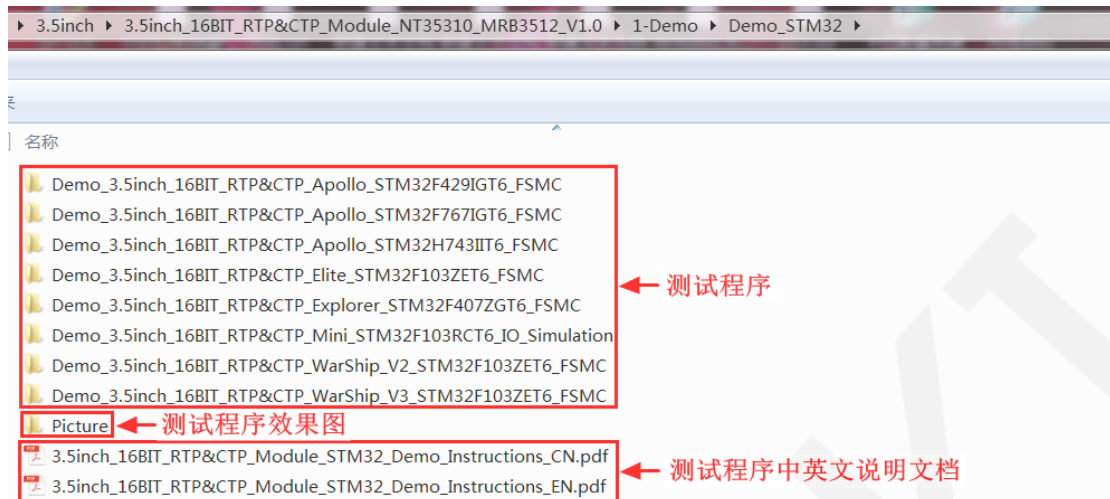 3.5inch ▸ 3.5inch_16BIT_RTP&CTP_Module_NT35310_MRB3512_V1.0 ▸ 1-Demo ▸ Demo_STM32 ▸
名称
Demo_3.5inch_16BIT_RTP&CTP_Apollo_STM32F429IGT6_FSMC
Demo_3.5inch_16BIT_RTP&CTP_Apollo_STM32F767IGT6_FSMC
Demo_3.5inch_16BIT_RTP&CTP_Apollo_STM32H743IIT6_FSMC
Demo_3.5inch_16BIT_RTP&CTP_Elite_STM32F103ZET6_FSMC
测试程序
Demo_3.5inch_16BIT_RTP&CTP_Explorer_STM32F407ZGT6_FSMC
Demo_3.5inch_16BIT_RTP&CTP_Mini_STM32F103RCT6_IO_Simulation
Demo_3.5inch_16BIT_RTP&CTP_WarShip_V2_STM32F103ZET6_FSMC
Demo_3.5inch_16BIT_RTP&CTP_WarShip_V3_STM32F103ZET6_FSMC
Picture 测试程序效果图
3.5inch_16BIT_RTP&CTP_Module_STM32_Demo_Instructions_CN.pdf
测试程序中英文说明文档
3.5inch_16BIT_RTP&CTP_Module_STM32_Demo_Instructions_EN.pdf